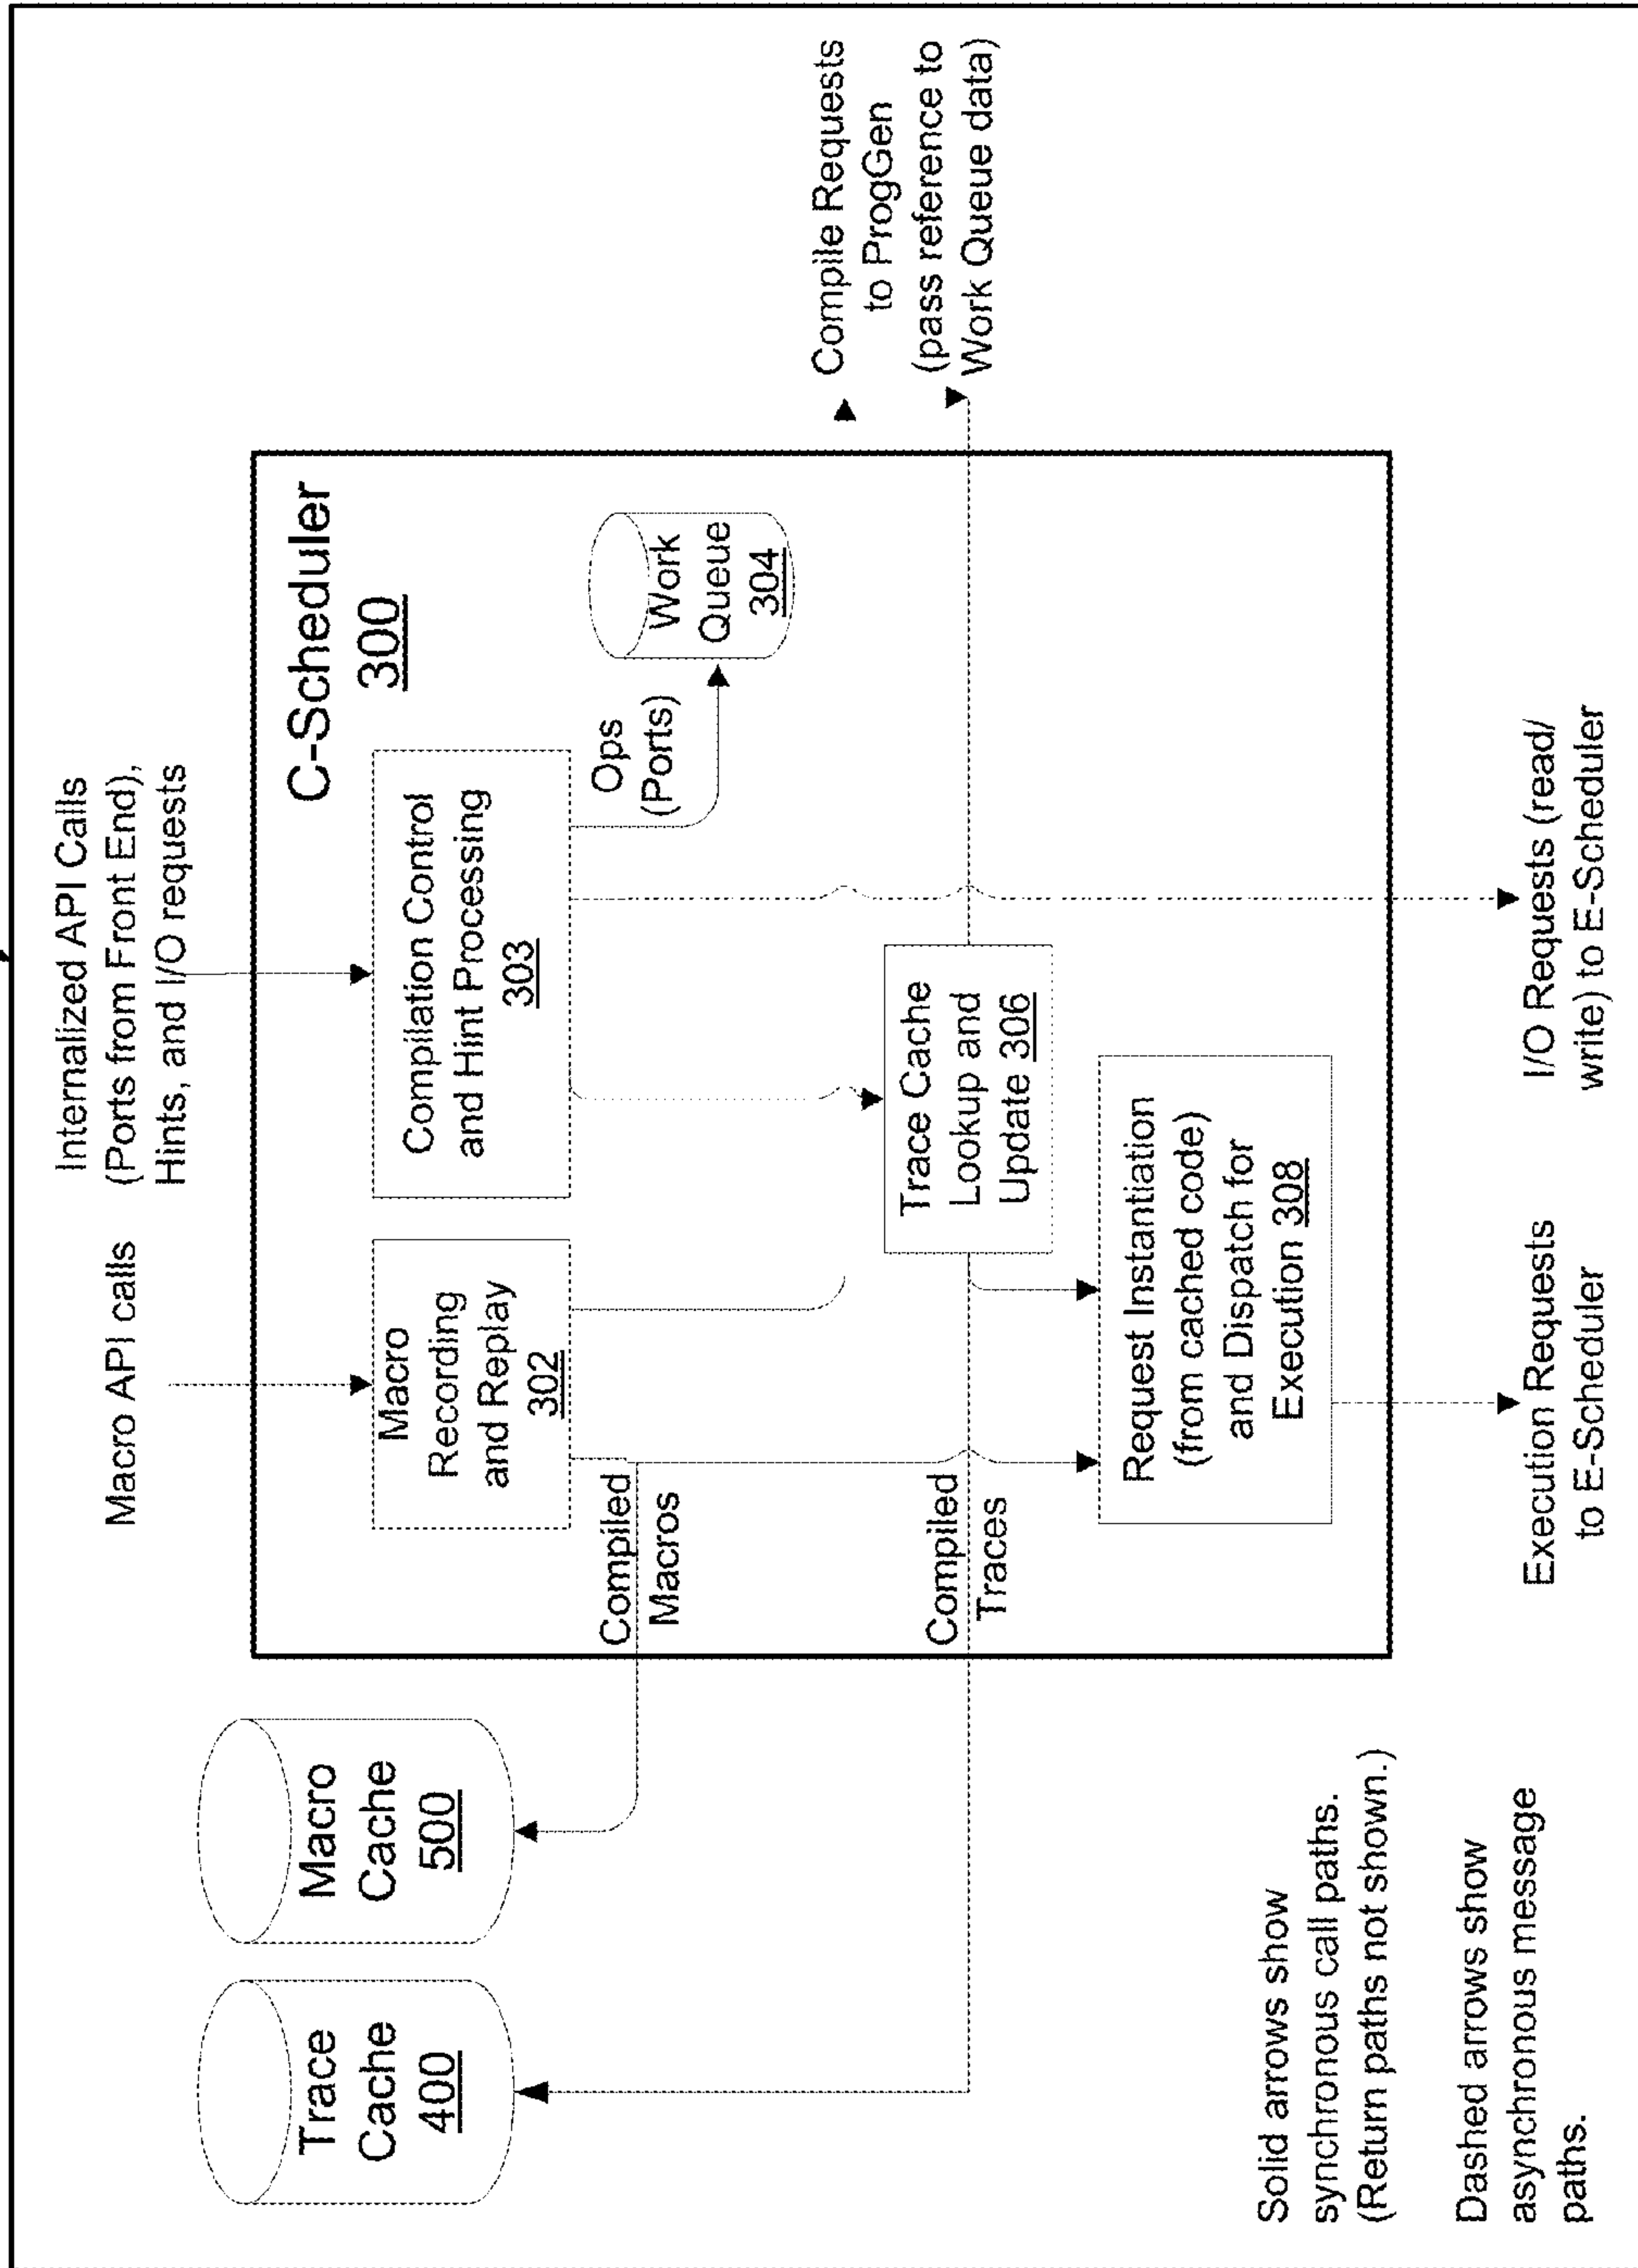 Macro API calls
Internalized API Calls
(Ports from Front End),
Hints, and I/O requests
C-Scheduler
300
Trace
Cache
400
Macro
Cache
500
Macro
Recording
and Replay
302
Compilation Control
and Hint Processing
303
Ops
(Ports)
Work
Queue
304
Compiled
Macros
Compiled
Traces
Trace Cache
Lookup and
Update 306
Compile Requests
to ProgGen
(pass reference to
Work Queue data)
Request Instantiation
(from cached code)
and Dispatch for
Execution 308
Solid arrows show
synchronous call paths.
(Return paths not shown.)
Dashed arrows show
asynchronous message
paths.
Execution Requests
to E-Scheduler
I/O Requests (read/
write) to E-Scheduler